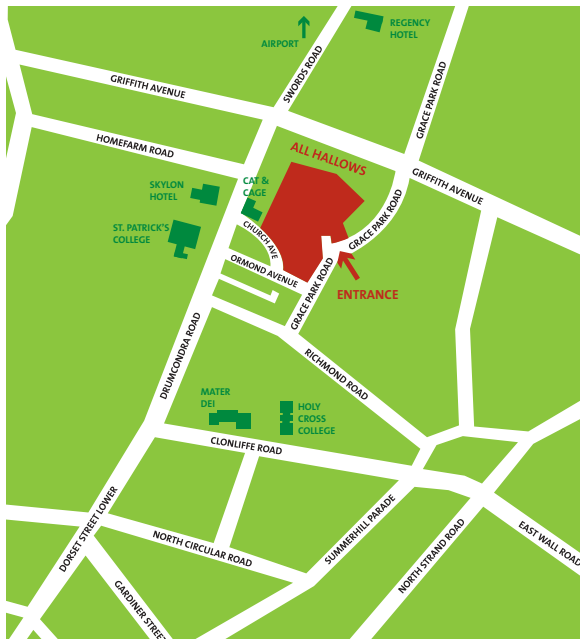 REGENCY
HOTEL
AIRPORT
SWORDS ROAD
GRACE PARK ROAD
GRIFFITH AVENUE
HOMEFARM ROAD
ALL HALLOWS
GRIFFITH AVENUE
SKYLON
HOTEL
CAT &
CAGE
GRACE PARK ROAD
ST. PATRICK'S
COLLEGE
CHURCH AVE
ORMOND AVENUE
GRACE PARK ROAD
ENTRANCE
DRUMCONDRA ROAD
RICHMOND ROAD
MATER
DEI
HOLY
CROSS
COLLEGE
CLONLIFFE ROAD
DORSET STREET LOWER
NORTH CIRCULAR ROAD
SUMMERHILL PARADE
NORTH STRAND ROAD
EAST WALL ROAD
GARDINER STREET